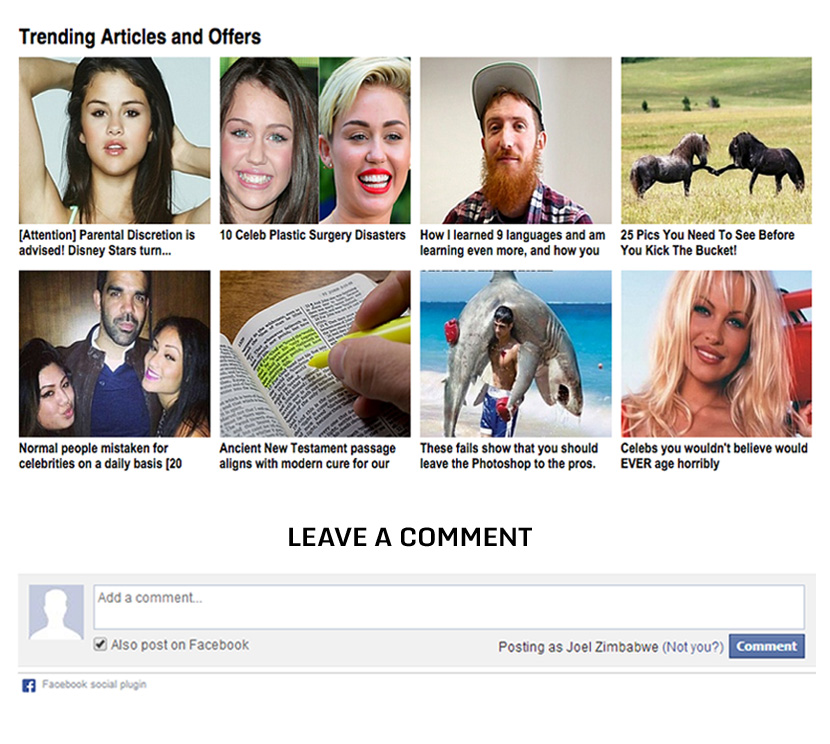 Trending Articles and Offers
[Attention] Parental Discretion is
advised! Disney Stars turn...
10 Celeb Plastic Surgery Disasters
How I learned 9 languages and am
learning even more, and how you
25 Pics You Need To See Before
You Kick The Bucket!
Normal people mistaken for
celebrities on a daily basis [20
Ancient New Testament passage
aligns with modern cure for our
These fails show that you should
leave the Photoshop to the pros.
Celebs you wouldn't believe would
EVER age horribly
LEAVE A COMMENT
Add a comment...
Also post on Facebook
Posting as Joel Zimbabwe (Not you?)
Comment
Facebook social plugin